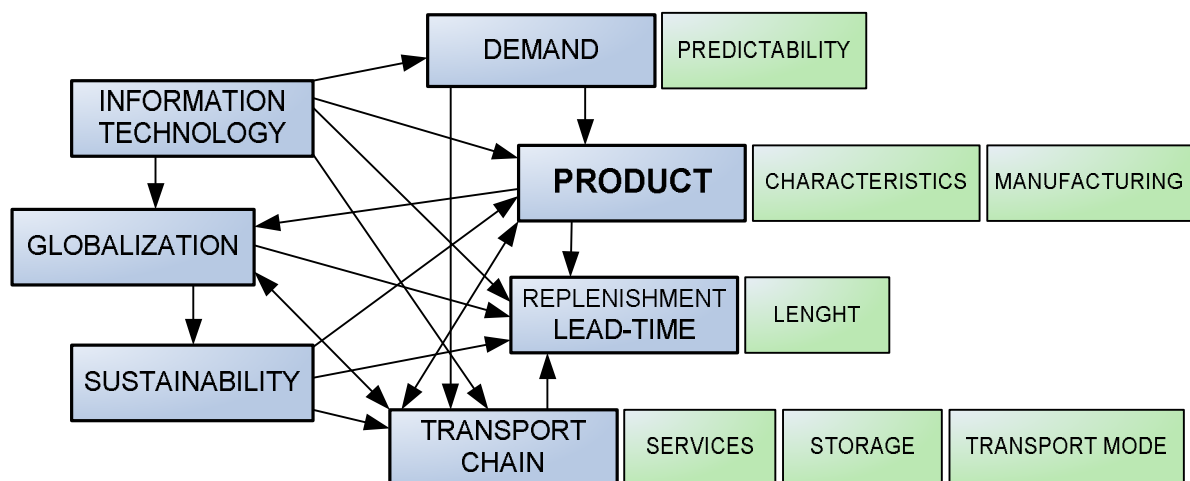 DEMAND
PREDICTABILITY
INFORMATION
TECHNOLOGY
PRODUCT
CHARACTERISTICS
MANUFACTURING
GLOBALIZATION
REPLENISHMENT
LEAD-TIME
LENGHT
SUSTAINABILITY
TRANSPORT
CHAIN
SERVICES
STORAGE
TRANSPORT MODE